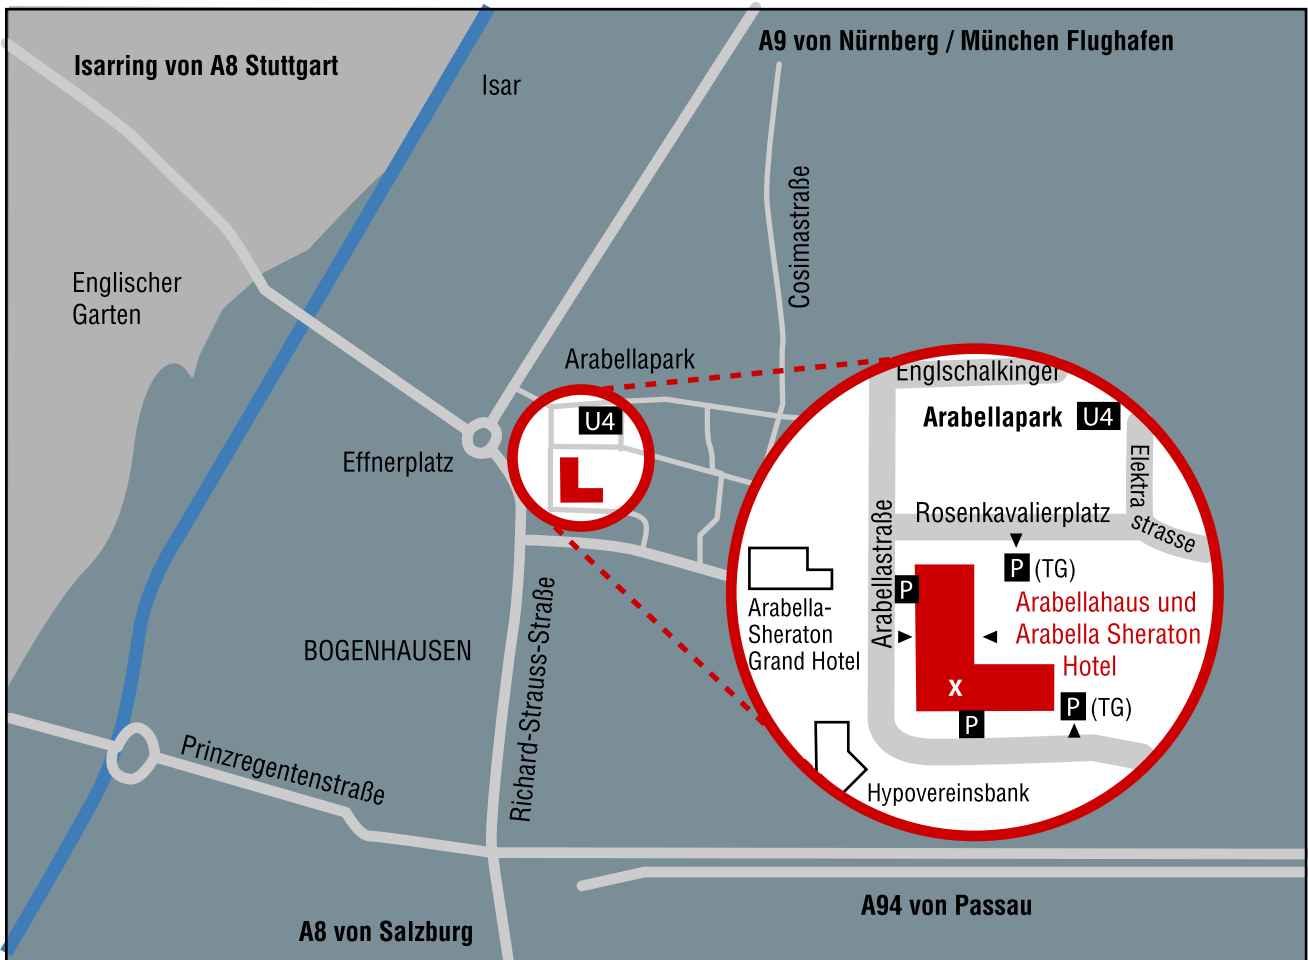 A9 von Nürnberg / München Flughafen
Isarring von A8 Stuttgart
Isar
Cosimastraße
Englischer
Garten
Arabellapark
U4
Effnerplatz
Englschalkinger
Arabellapark U4
Elektra
strasse
Rosenkavalierplatz
Arabellastraße
P (TG)
P
Arabellahaus und
Arabella Sheraton
Hotel
Arabella-
Sheraton
Grand Hotel
X
P (TG)
P
Hypovereinsbank
BOGENHAUSEN
Richard-Strauss-Straße
Prinzregentenstraße
A94 von Passau
A8 von Salzburg